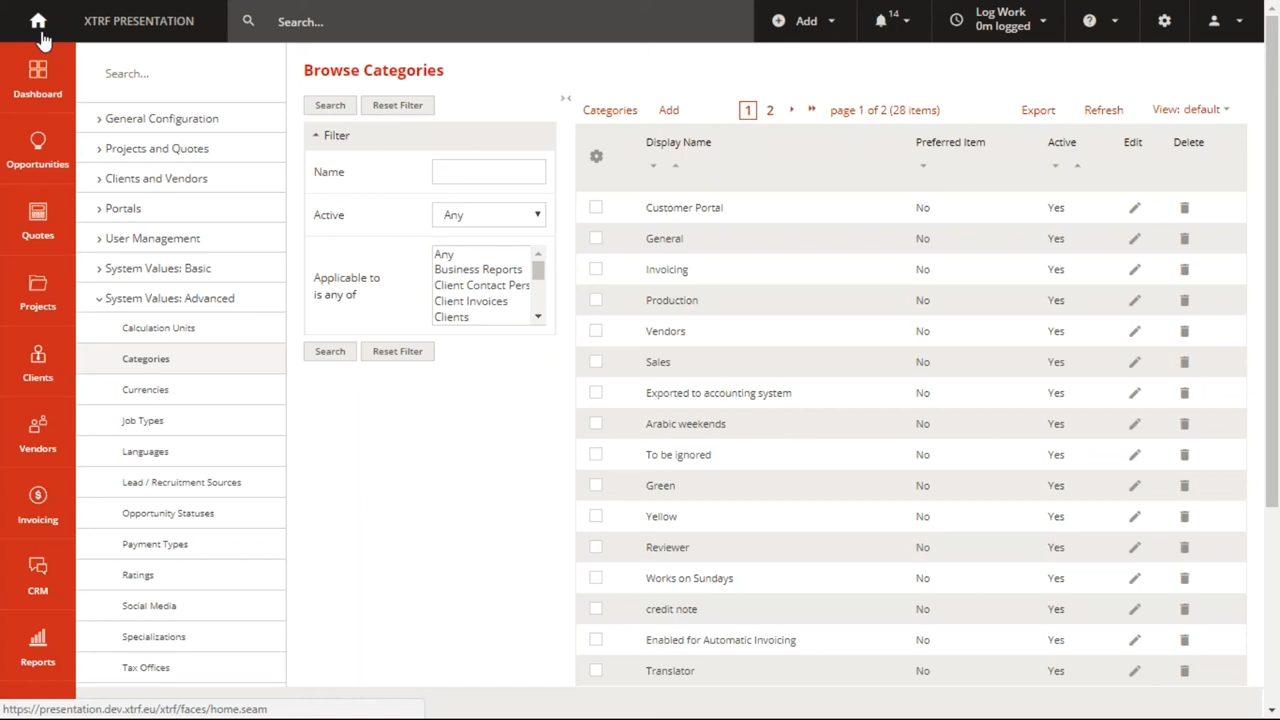 XTRF PRESENTATION
Search...
Add
14
Log Work
0m logged
Dashboard
Opportunities
Quotes
Projects
Clients
Vendors
Invoicing
CRM
Reports
Search...
General Configuration
Projects and Quotes
Clients and Vendors
Portals
User Management
System Values: Basic
System Values: Advanced
Calculation Units
Categories
Currencies
Job Types
Languages
Lead / Recruitment Sources
Opportunity Statuses
Payment Types
Ratings
Social Media
Specializations
Tax Offices
Browse Categories
Search Reset Filter
Filter
Name
Active Any
Applicable to
is any of
Any
Business Reports
Client Contact Pers
Client Invoices
Clients
Search Reset Filter
Categories Add 1 2 page 1 of 2 (28 items) Export Refresh View: default
Display Name Preferred Item Active Edit Delete
Customer Portal No Yes
General No Yes
Invoicing No Yes
Production No Yes
Vendors No Yes
Sales No Yes
Exported to accounting system No Yes
Arabic weekends No Yes
To be ignored No Yes
Green No Yes
Yellow No Yes
Reviewer No Yes
Works on Sundays No Yes
credit note No Yes
Enabled for Automatic Invoicing No Yes
Translator No Yes
https://presentation.dev.xtrf.eu/xtrf/faces/home.seam